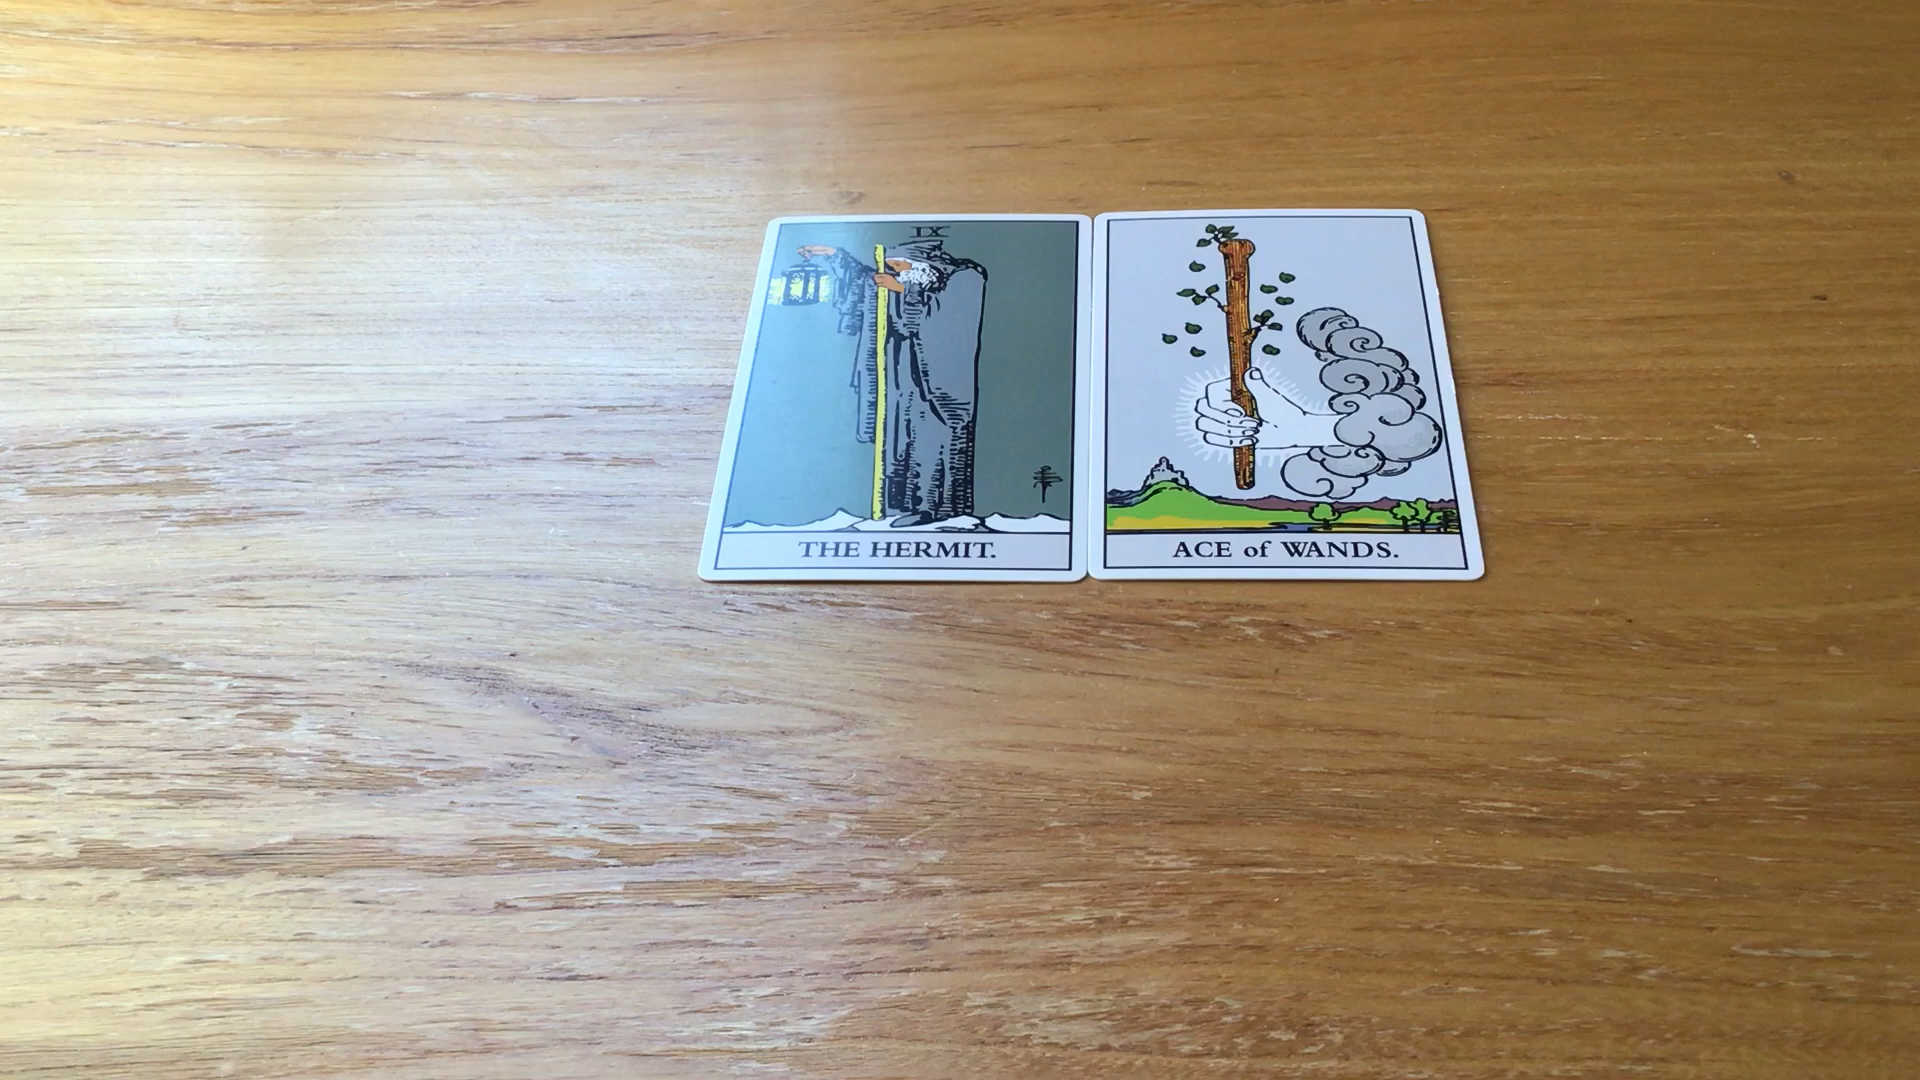 IX
THE HERMIT.
ACE of WANDS.